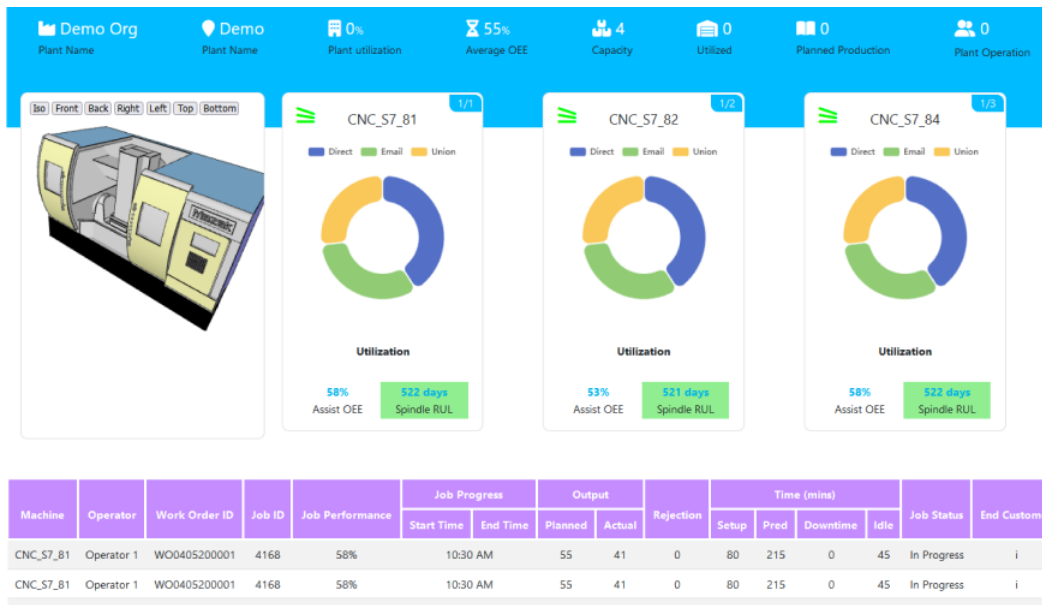 Demo Org
Plant Name
Demo
Plant Name
0%
Plant utilization
55%
Average OEE
4
Capacity
0
Utilized
0
Planned Production
0
Plant Operation
Iso Front Back Right Left Top Bottom
Mazak
1/1
CNC_S7_81
Direct Email Union
Utilization
58%
Assist OEE
522 days
Spindle RUL
1/2
CNC_S7_82
Direct Email Union
Utilization
53%
Assist OEE
521 days
Spindle RUL
1/3
CNC_S7_84
Direct Email Union
Utilization
58%
Assist OEE
522 days
Spindle RUL
Job Progress Output Time (mins)
Machine Operator Work Order ID Job ID Job Performance Rejection Job Status End Custome
Start Time End Time Planned Actual Setup Pred Downtime Idle
CNC_S7_81 Operator 1 WO0405200001 4168 58% 10:30 AM 55 41 0 80 215 0 45 In Progress i
CNC_S7_81 Operator 1 WO0405200001 4168 58% 10:30 AM 55 41 0 80 215 0 45 In Progress i